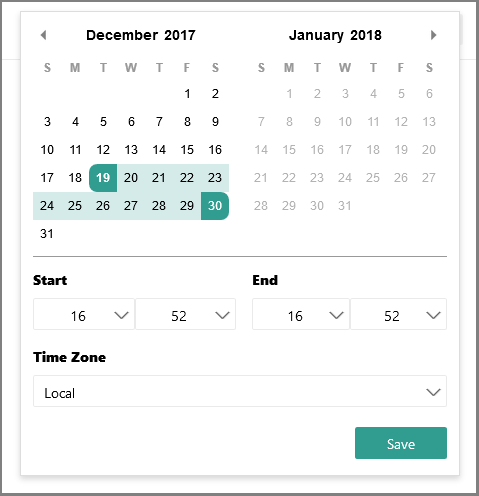 December 2017
S M T W T F S
1 2
3 4 5 6 7 8 9
10 11 12 13 14 15 16
17 18 19 20 21 22 23
24 25 26 27 28 29 30
31
January 2018
S M T W T F S
1 2 3 4 5 6
7 8 9 10 11 12 13
14 15 16 17 18 19 20
21 22 23 24 25 26 27
28 29 30 31
Start
16 52
End
16 52
Time Zone
Local
Save